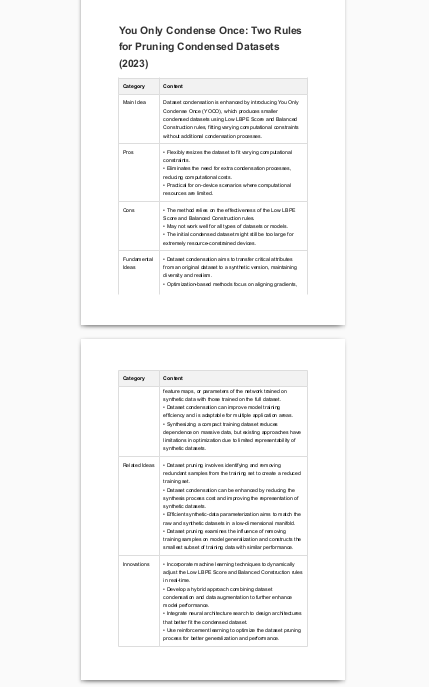 You Only Condense Once: Two Rules
for Pruning Condensed Datasets
(2023)
Category Content
Main Idea Dataset condensation is enhanced by introducing You Only
Condense Once (YOCO), which produces smaller
condensed datasets using Low LBPE Score and Balanced
Construction rules, fitting varying computational constraints
without additional condensation processes.
Pros • Flexibly resizes the dataset to fit varying computational
constraints.
• Eliminates the need for extra condensation processes,
reducing computational costs.
• Practical for on-device scenarios where computational
resources are limited.
Cons • The method relies on the effectiveness of the Low LBPE
Score and Balanced Construction rules.
• May not work well for all types of datasets or models.
• The initial condensed dataset might still be too large for
extremely resource-constrained devices.
Fundamental • Dataset condensation aims to transfer critical attributes
Ideas from an original dataset to a synthetic version, maintaining
diversity and realism.
• Optimization-based methods focus on aligning gradients,
Category Content
feature maps, or parameters of the network trained on
synthetic data with those trained on the full dataset.
• Dataset condensation can improve model training
efficiency and is adaptable for multiple application areas.
• Synthesizing a compact training dataset reduces
dependence on massive data, but existing approaches have
limitations in optimization due to limited representability of
synthetic datasets.
Related Ideas • Dataset pruning involves identifying and removing
redundant samples from the training set to create a reduced
training set.
• Dataset condensation can be enhanced by reducing the
synthesis process cost and improving the representation of
synthetic datasets.
• Efficient synthetic-data parameterization aims to match the
raw and synthetic datasets in a low-dimensional manifold.
• Dataset pruning examines the influence of removing
training samples on model generalization and constructs the
smallest subset of training data with similar performance.
Innovations • Incorporate machine learning techniques to dynamically
adjust the Low LBPE Score and Balanced Construction rules
in real-time.
• Develop a hybrid approach combining dataset
condensation and data augmentation to further enhance
model performance.
• Integrate neural architecture search to design architectures
that better fit the condensed dataset.
• Use reinforcement learning to optimize the dataset pruning
process for better generalization and performance.